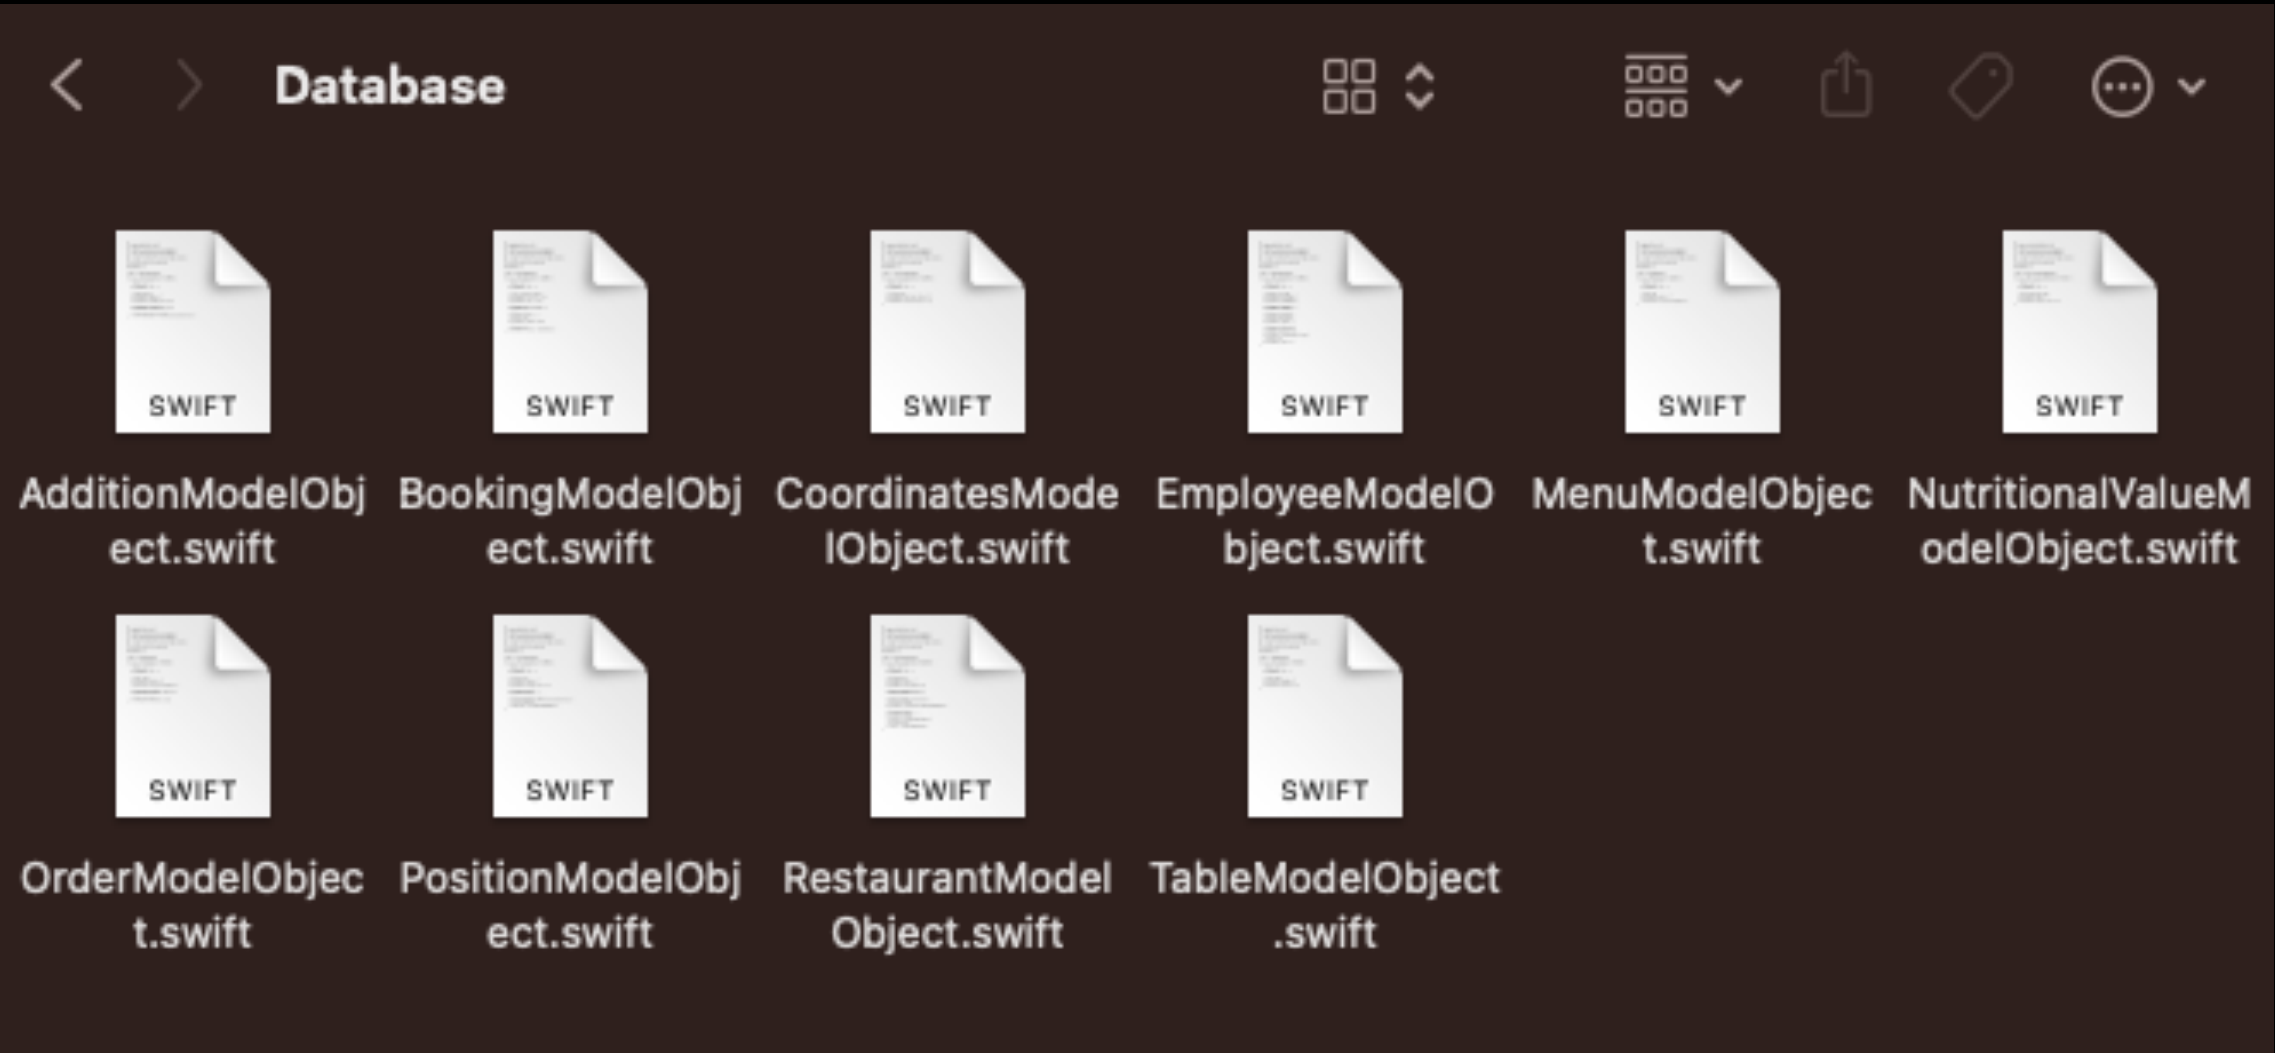 Database
SWIFT SWIFT SWIFT SWIFT SWIFT SWIFT
AdditionModelObj BookingModelObj CoordinatesMode EmployeeModelO MenuModelObjec NutritionalValueM
ect.swift ect.swift lObject.swift bject.swift t.swift odelObject.swift
SWIFT SWIFT SWIFT SWIFT
OrderModelObjec PositionModelObj RestaurantModel TableModelObject
t.swift ect.swift Object.swift .swift